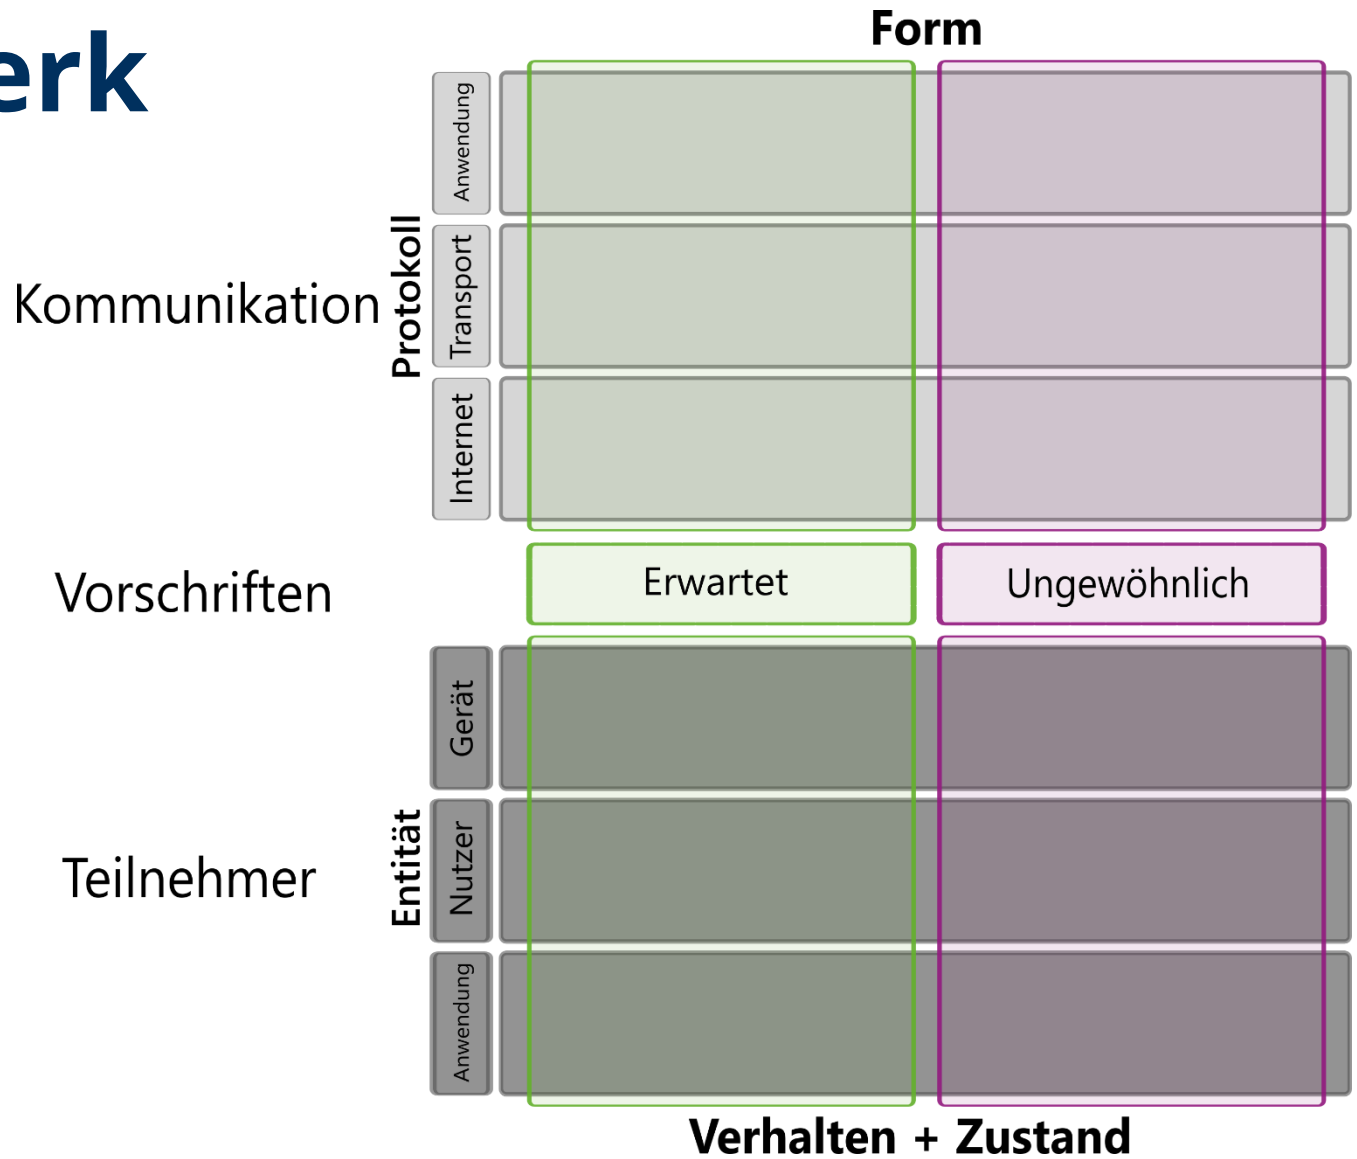 erk
Form
Anwendung
Transport
Internet
Protokoll
Kommunikation
Vorschriften
Erwartet
Ungewöhnlich
Gerät
Nutzer
Anwendung
Entität
Teilnehmer
Verhalten + Zustand